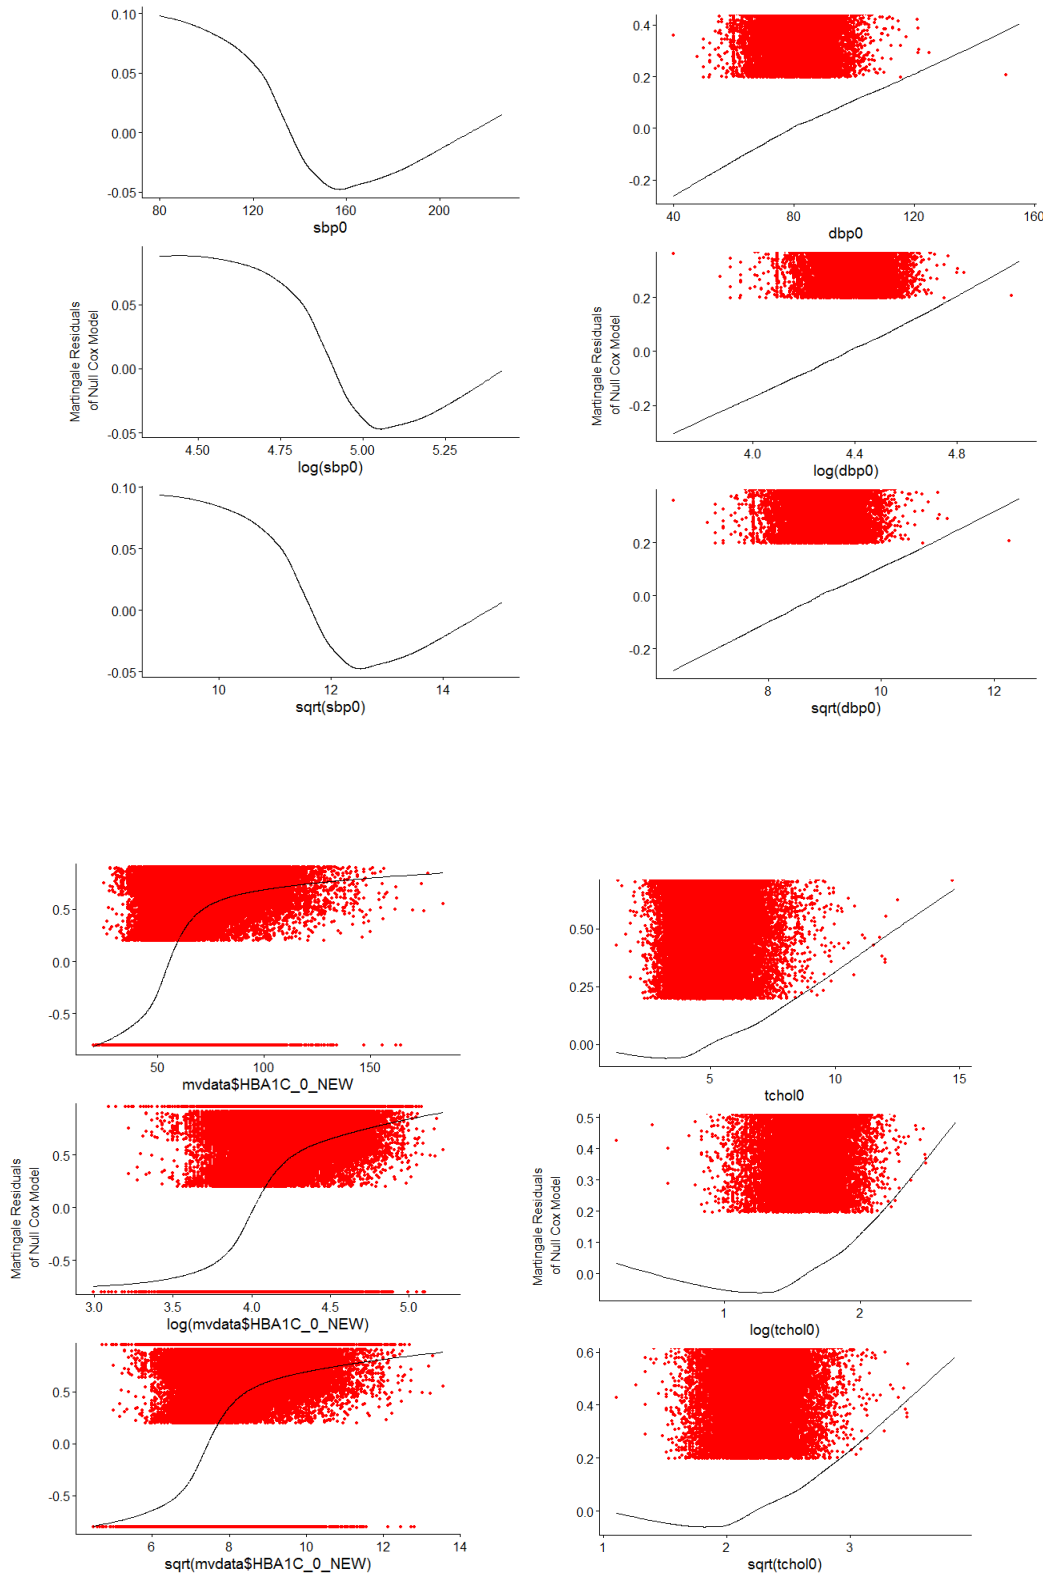 0.10
0.05
0.00
-0.05
80 120 160 200
sbp0
0.05
0.00
-0.05
4.50 4.75 5.00 5.25
log(sbp0)
Martingale Residuals
of Null Cox Model
0.10
0.05
0.00
-0.05
10 12 14
sqrt(sbp0)
0.4
0.2
0.0
-0.2
40 80 120 160
dbp0
0.2
0.0
-0.2
4.0 4.4 4.8
log(dbp0)
Martingale Residuals
of Null Cox Model
0.2
0.0
-0.2
8 10 12
sqrt(dbp0)
0.5
0.0
-0.5
50 100 150
mvdata$HBA1C_0_NEW
0.5
0.0
-0.5
3.0 3.5 4.0 4.5 5.0
log(mvdata$HBA1C_0_NEW)
Martingale Residuals
of Null Cox Model
0.5
0.0
-0.5
6 8 10 12 14
sqrt(mvdata$HBA1C_0_NEW)
0.50
0.25
0.00
5 10 15
tchol0
0.5
0.4
0.3
0.2
0.1
0.0
1 2
log(tchol0)
Martingale Residuals
of Null Cox Model
0.6
0.4
0.2
0.0
1 2 3
sqrt(tchol0)